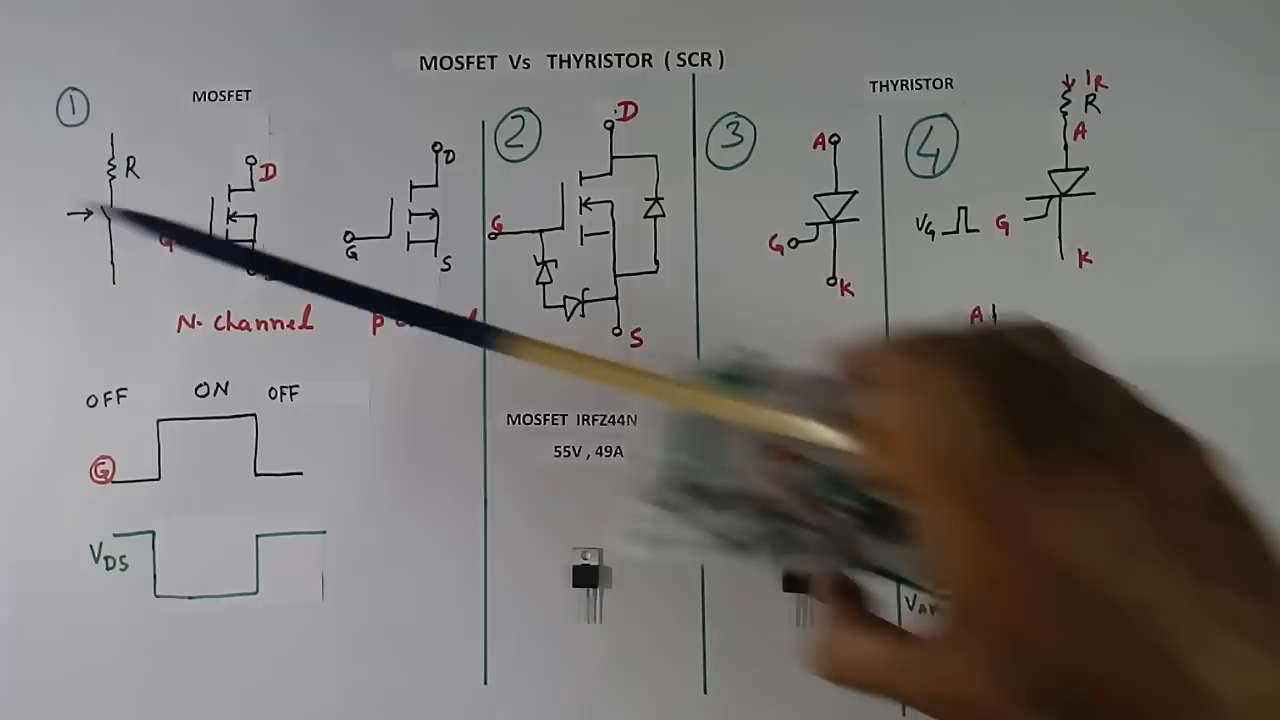 MOSFET Vs THYRISTOR ( SCR )
1
MOSFET
R
D
G
N-Channel
D
G
S
P
OFF ON OFF
G
VDS
2
D
G
S
MOSFET IRFZ44N
55V , 49A
3
THYRISTOR
A
G
K
4
IR
R
A
VG
G
K